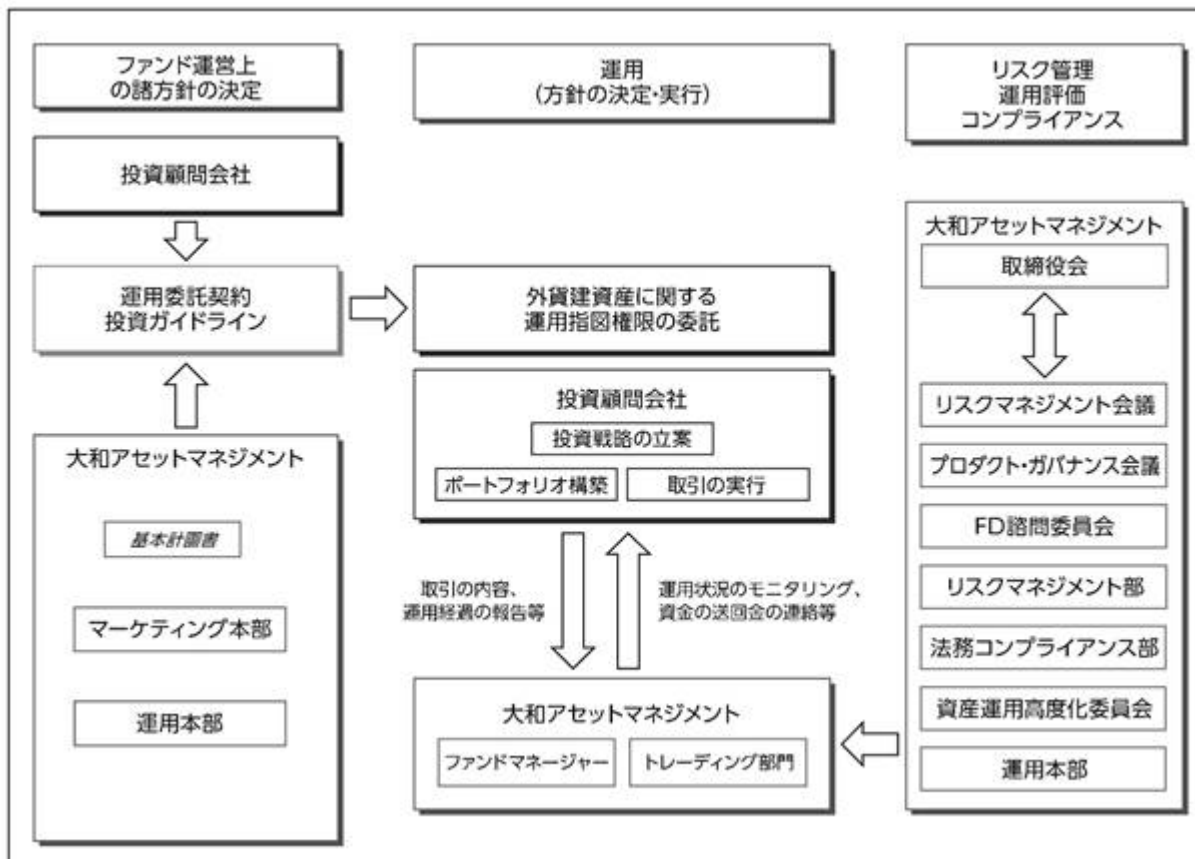 ファンド運営上
の諸方針の決定
投資顧問会社
運用委託契約
投資ガイドライン
大和アセットマネジメント
基本計画書
マーケティング本部
運用本部
運用
(方針の決定・実行)
外貨建資産に関する
運用指図権限の委託
投資顧問会社
投資戦略の立案
ポートフォリオ構築
取引の実行
取引の内容、
運用経過の報告等
運用状況のモニタリング、
資金の送回金の連絡等
大和アセットマネジメント
ファンドマネージャー
トレーディング部門
リスク管理
運用評価
コンプライアンス
大和アセットマネジメント
取締役会
リスクマネジメント会議
プロダクト・ガバナンス会議
FD諮問委員会
リスクマネジメント部
法務コンプライアンス部
資産運用高度化委員会
運用本部